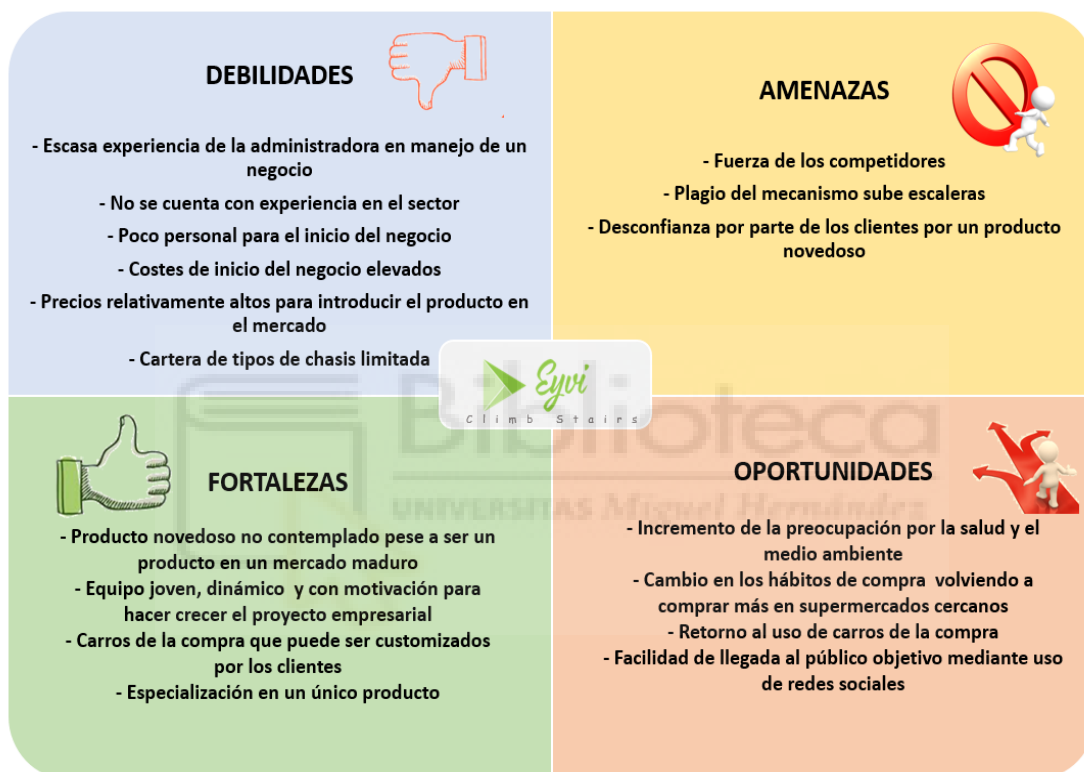 DEBILIDADES
- Escasa experiencia de la administradora en manejo de un
negocio
- No se cuenta con experiencia en el sector
- Poco personal para el inicio del negocio
- Costes de inicio del negocio elevados
- Precios relativamente altos para introducir el producto en
el mercado
- Cartera de tipos de chasis limitada
AMENAZAS
- Fuerza de los competidores
- Plagio del mecanismo sube escaleras
- Desconfianza por parte de los clientes por un producto
novedoso
Eyvi
Climb Stairs
Biblioteca
UNIVERSITAS Miguel Hernández
FORTALEZAS
- Producto novedoso no contemplado pese a ser un
producto en un mercado maduro
- Equipo joven, dinámico y con motivación para
hacer crecer el proyecto empresarial
- Carros de la compra que puede ser customizados
por los clientes
- Especialización en un único producto
OPORTUNIDADES
- Incremento de la preocupación por la salud y el
medio ambiente
- Cambio en los hábitos de compra volviendo a
comprar más en supermercados cercanos
- Retorno al uso de carros de la compra
- Facilidad de llegada al público objetivo mediante uso
de redes sociales